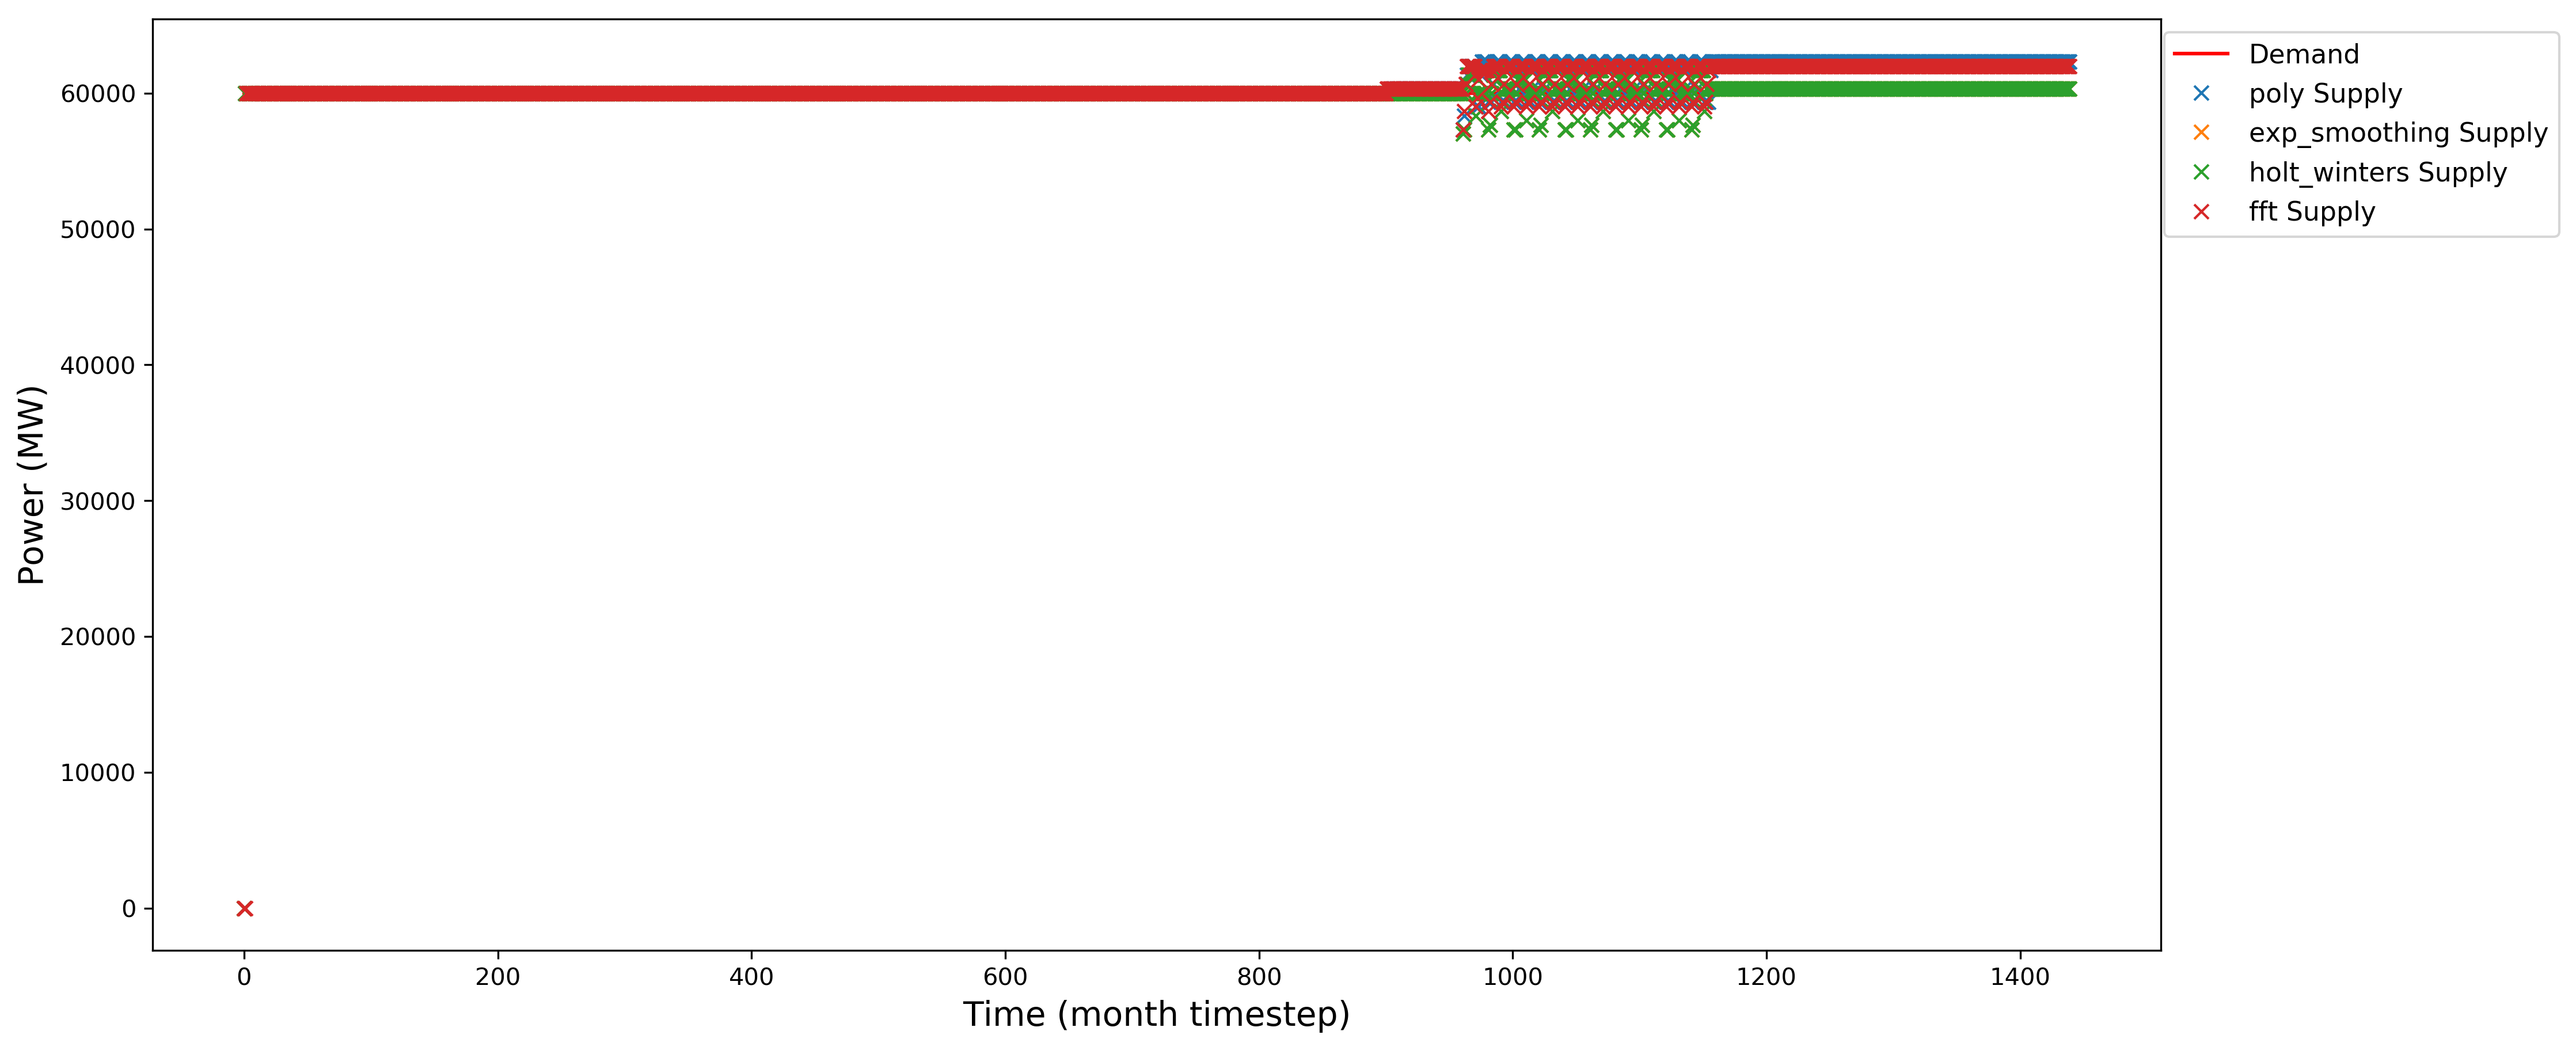 Demand
poly Supply
exp_smoothing Supply
holt_winters Supply
fft Supply
Power (MW)
60000
50000
40000
30000
20000
10000
0
0 200 400 600 800 1000 1200 1400
Time (month timestep)